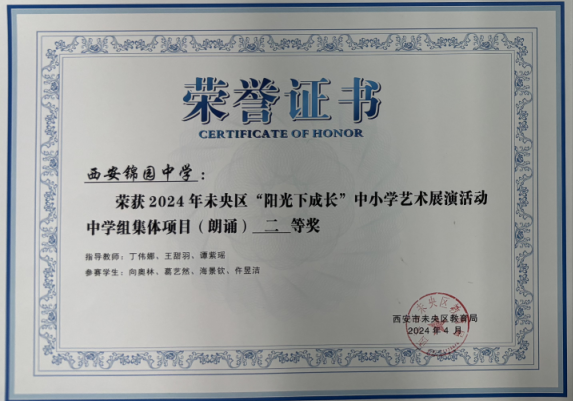 荣誉证书
CERTIFICATE OF HONOR
西安锦园中学：
荣获2024年未央区“阳光下成长”中小学艺术展演活动
中学组集体项目（朗诵）二等奖
指导教师：丁伟娜、王甜羽、谭紫瑶
参赛学生：向奥林、葛艺然、海景钦、仵昱洁
西安市未央区教育局
2024年4月